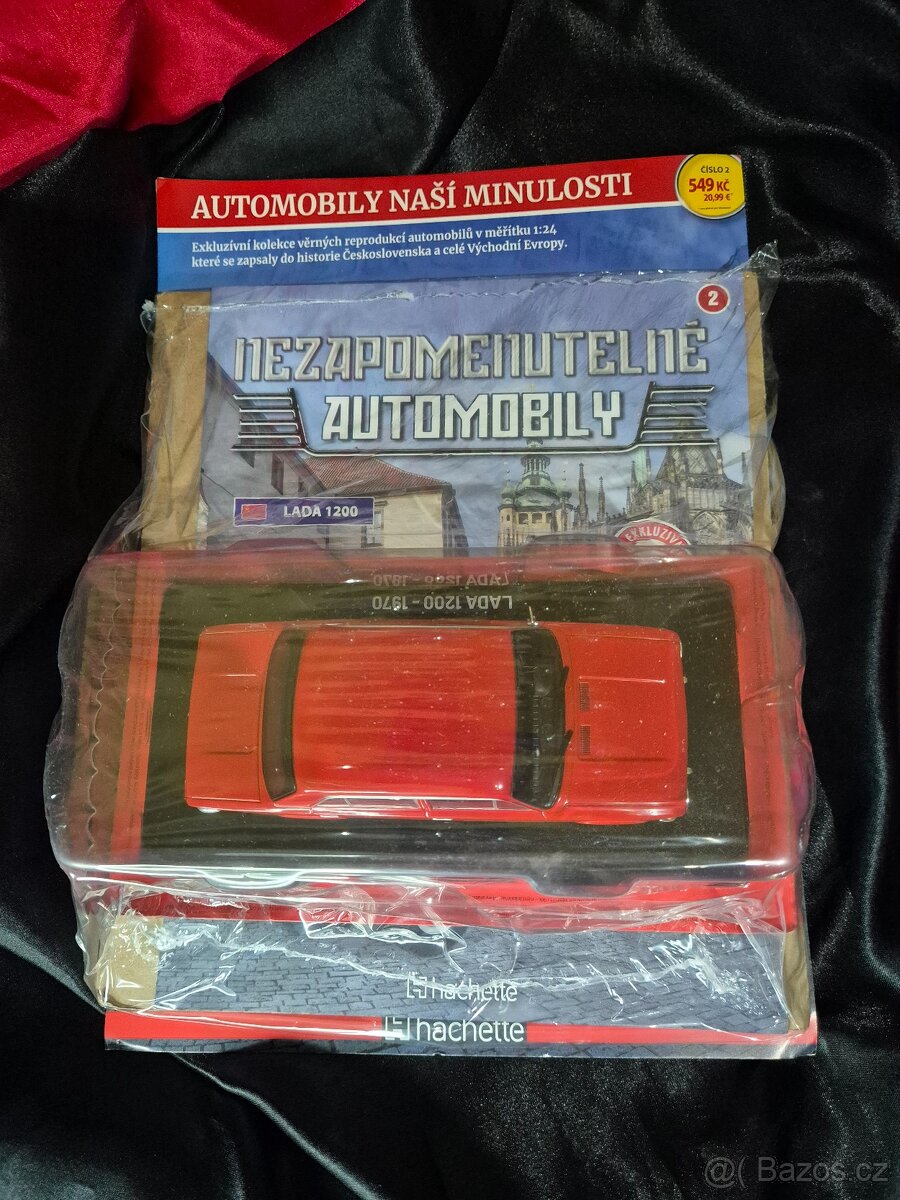 AUTOMOBILY NAŠÍ MINULOSTI
ČÍSLO 2
549 KČ
20,99 €
Exkluzívní kolekce věrných reprodukcí automobilů v měřítku 1:24
které se zapsaly do historie Československa a celé Východní Evropy.
2
NEZAPOMENUTELNÉ
AUTOMOBILY
LADA 1200
LADA 1200 - 1970
hachette
hachette
@( Bazos.cz